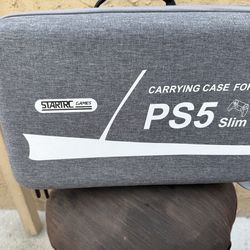 STARTRC GAMES
CARRYING CASE FOR
PS5 Slim